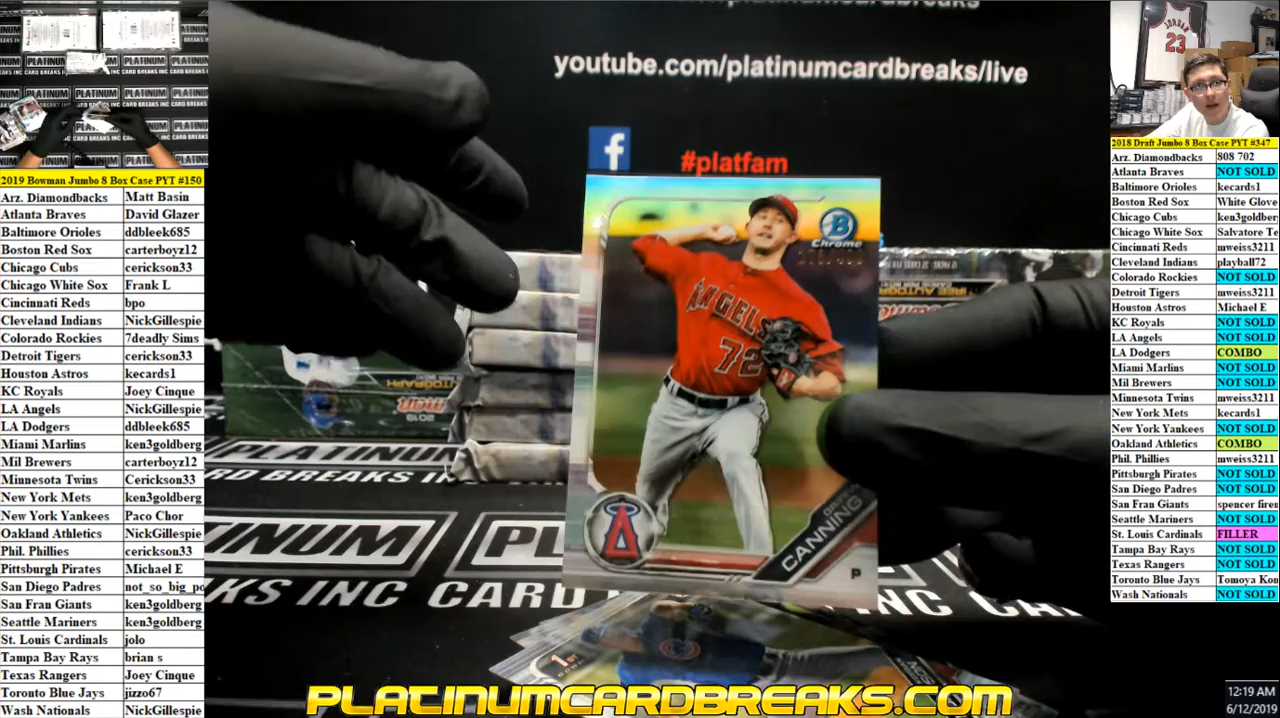 youtube.com/platinumcardbreaks/live
f
#platfam
2019 Bowman Jumbo 8 Box Case PYT #150
Arz. Diamondbacks Matt Basin
Atlanta Braves David Glazer
Baltimore Orioles ddbleek685
Boston Red Sox carterboyz12
Chicago Cubs cerickson33
Chicago White Sox Frank L
Cincinnati Reds bpo
Cleveland Indians NickGillespie
Colorado Rockies 7deadly Sims
Detroit Tigers cerickson33
Houston Astros kecards1
KC Royals Joey Cinque
LA Angels NickGillespie
LA Dodgers ddbleek685
Miami Marlins ken3goldberg
Mil Brewers carterboyz12
Minnesota Twins Cerickson33
New York Mets ken3goldberg
New York Yankees Paco Chor
Oakland Athletics NickGillespie
Phil. Phillies cerickson33
Pittsburgh Pirates Michael E
San Diego Padres not_so_big_po
San Fran Giants ken3goldberg
Seattle Mariners ken3goldberg
St. Louis Cardinals jolo
Tampa Bay Rays brian s
Texas Rangers Joey Cinque
Toronto Blue Jays jizzo67
Wash Nationals NickGillespie
B
Chrome
ANGELS
72
CANNING
P
A
PLATINUM
CARD BREAKS INC
PLATINUMCARDBREAKS.COM
JORDAN
23
2018 Draft Jumbo 8 Box Case PYT #347
Arz. Diamondbacks 808 702
Atlanta Braves NOT SOLD
Baltimore Orioles kecards1
Boston Red Sox White Glove
Chicago Cubs ken3goldber
Chicago White Sox Salvatore Te
Cincinnati Reds mweiss3211
Cleveland Indians playball72
Colorado Rockies NOT SOLD
Detroit Tigers mweiss3211
Houston Astros Michael E
KC Royals NOT SOLD
LA Angels NOT SOLD
LA Dodgers COMBO
Miami Marlins NOT SOLD
Mil Brewers NOT SOLD
Minnesota Twins mweiss3211
New York Mets kecards1
New York Yankees NOT SOLD
Oakland Athletics COMBO
Phil. Phillies mweiss3211
Pittsburgh Pirates NOT SOLD
San Diego Padres NOT SOLD
San Fran Giants spencer firen
Seattle Mariners NOT SOLD
St. Louis Cardinals FILLER
Tampa Bay Rays NOT SOLD
Texas Rangers NOT SOLD
Toronto Blue Jays Tomoya Kon
Wash Nationals NOT SOLD
12:19 AM
6/12/2019